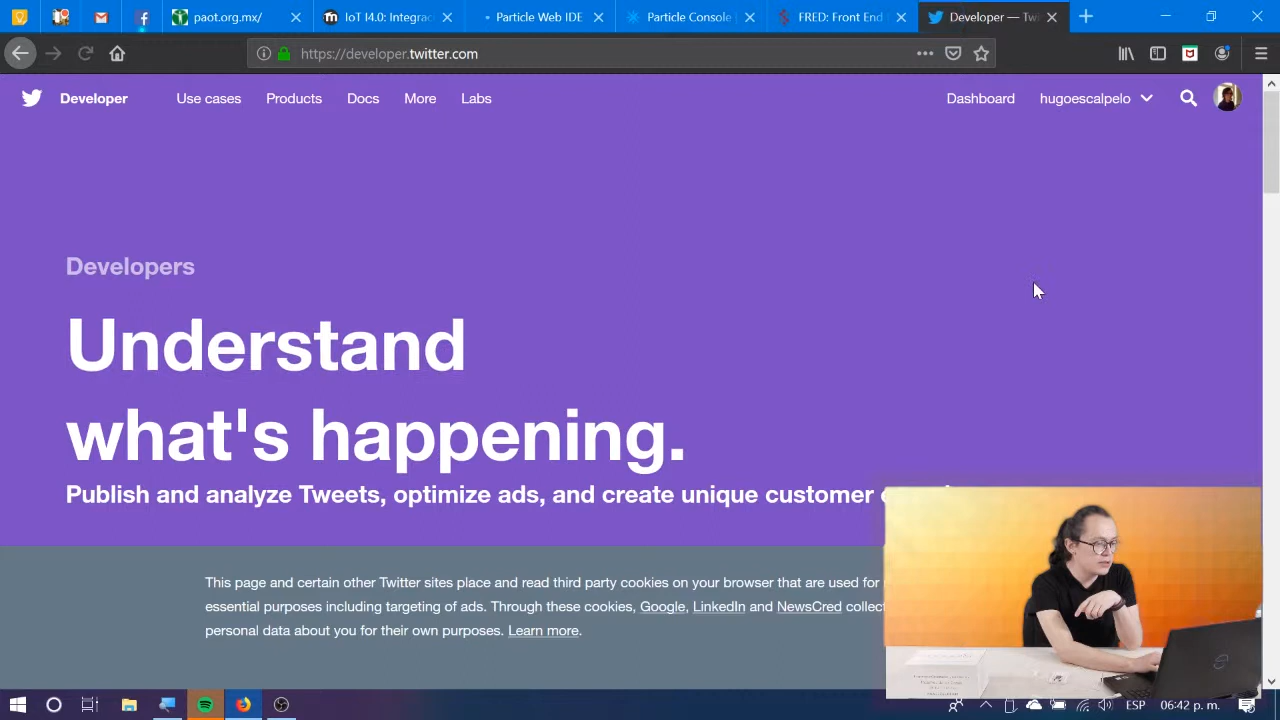 paot.org.mx/
IoT I4.0: Integrac
Particle Web IDE
Particle Console
FRED: Front End
Developer — Twi
https://developer.twitter.com
Developer
Use cases
Products
Docs
More
Labs
Dashboard
hugoescalpelo
Developers
Understand
what's happening.
Publish and analyze Tweets, optimize ads, and create unique customer
This page and certain other Twitter sites place and read third party cookies on your browser that are used for
essential purposes including targeting of ads. Through these cookies, Google, LinkedIn and NewsCred collect
personal data about you for their own purposes. Learn more.
ESP
06:42 p. m.